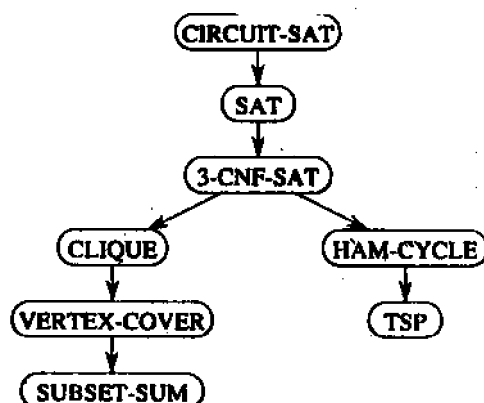 CIRCUIT-SAT
SAT
3-CNF-SAT
CLIQUE
HAM-CYCLE
VERTEX-COVER
TSP
SUBSET-SUM